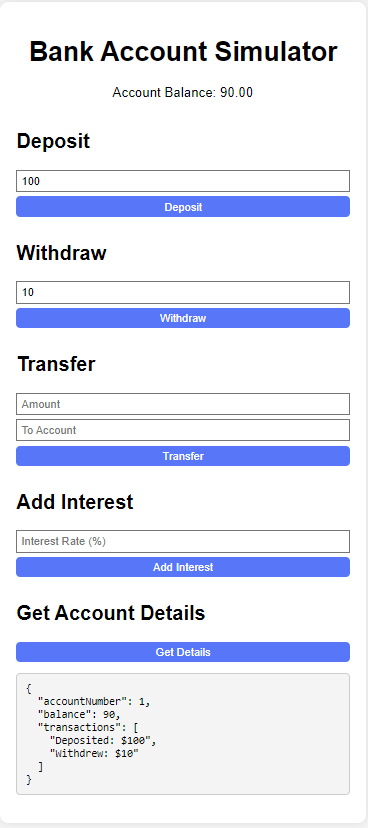 Bank Account Simulator
Account Balance: 90.00
Deposit
100
Deposit
Withdraw
10
Withdraw
Transfer
Amount
To Account
Transfer
Add Interest
Interest Rate (%)
Add Interest
Get Account Details
Get Details
{
  "accountNumber": 1,
  "balance": 90,
  "transactions": [
    "Deposited: $100",
    "Withdrew: $10"
  ]
}